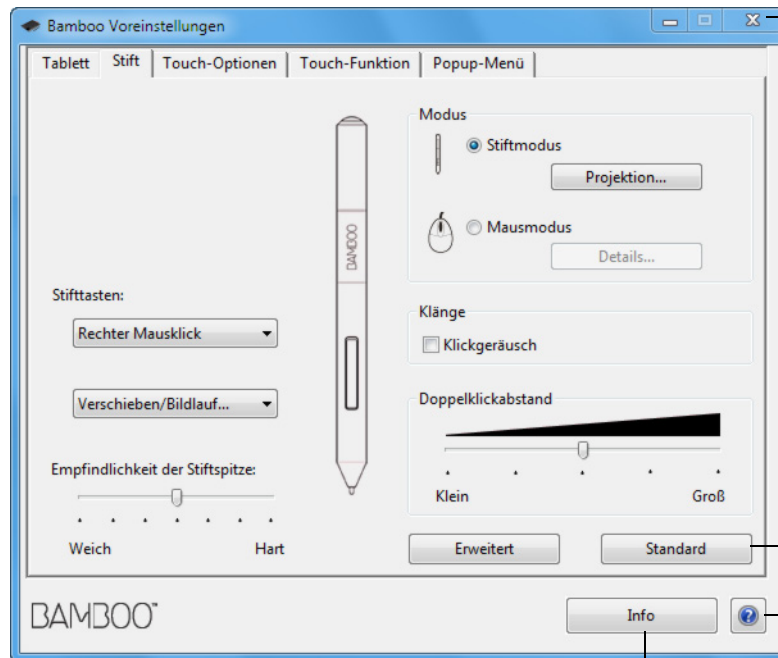 Bamboo Voreinstellungen
Tablett Stift Touch-Optionen Touch-Funktion Popup-Menü
Modus
Stiftmodus
Projektion...
Mausmodus
Details...
BAMBOO
Stifttasten:
Rechter Mausklick
Verschieben/Bildlauf...
Empfindlichkeit der Stiftspitze:
Weich Hart
Klänge
Klickgeräusch
Doppelklickabstand
Klein Groß
Erweitert Standard
BAMBOO™ Info ?